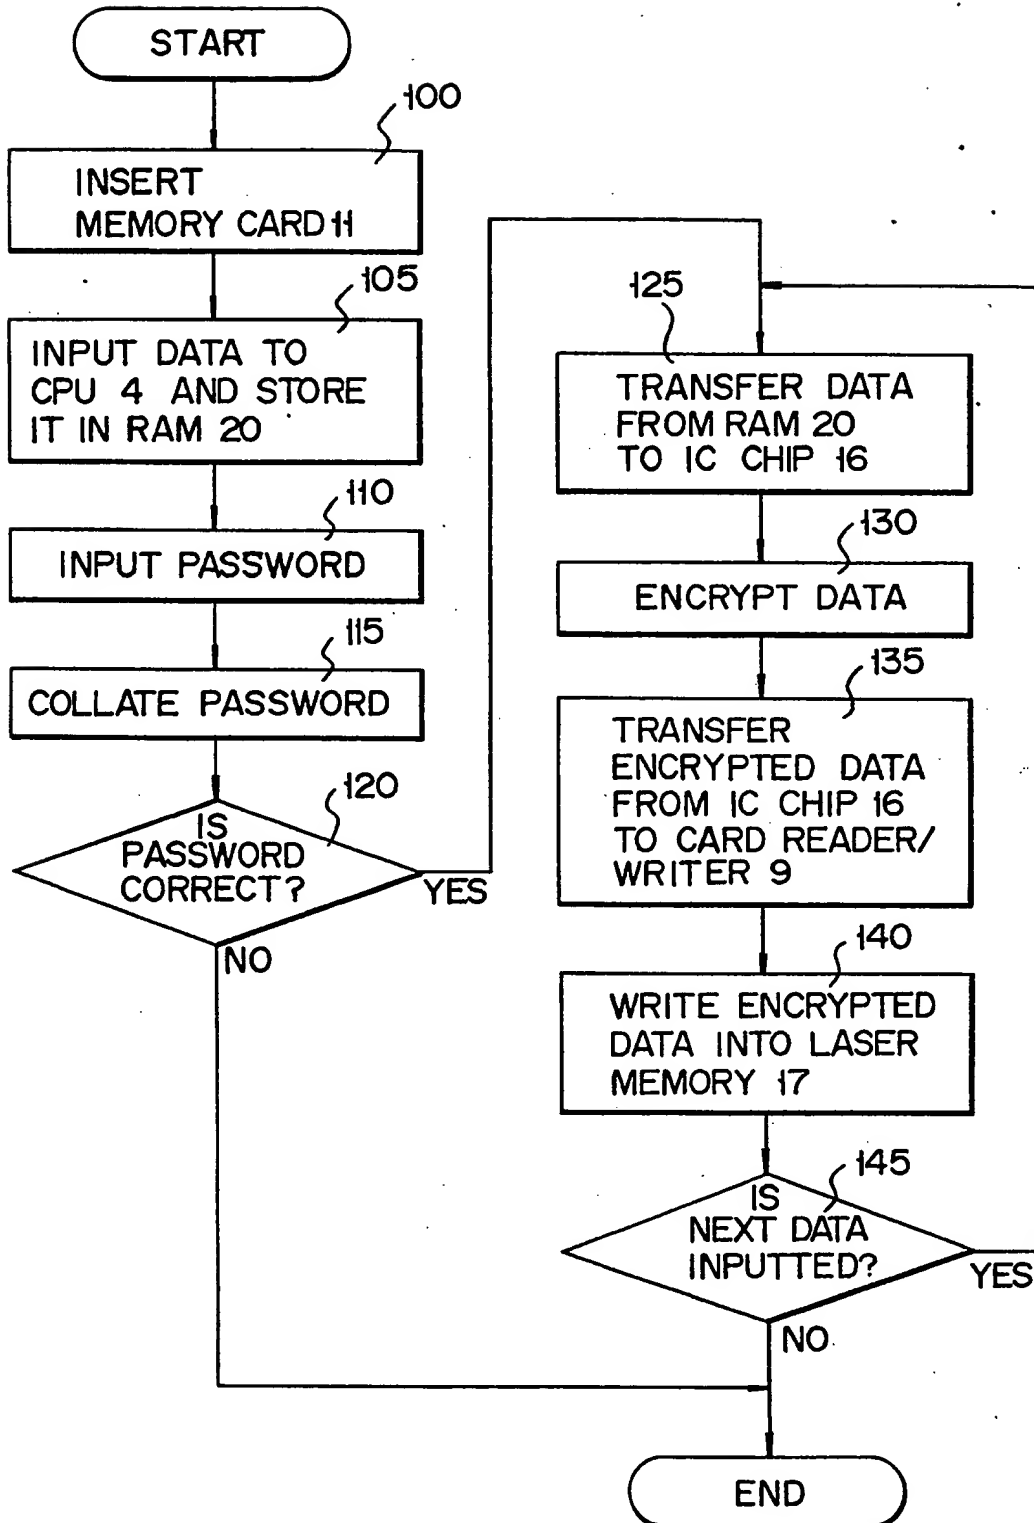 START
100
INSERT
MEMORY CARD 11
105
INPUT DATA TO
CPU 4 AND STORE
IT IN RAM 20
110
INPUT PASSWORD
115
COLLATE PASSWORD
120
IS
PASSWORD
CORRECT?
YES
NO
125
TRANSFER DATA
FROM RAM 20
TO IC CHIP 16
130
ENCRYPT DATA
135
TRANSFER
ENCRYPTED DATA
FROM IC CHIP 16
TO CARD READER/
WRITER 9
140
WRITE ENCRYPTED
DATA INTO LASER
MEMORY 17
145
IS
NEXT DATA
INPUTTED?
YES
NO
END